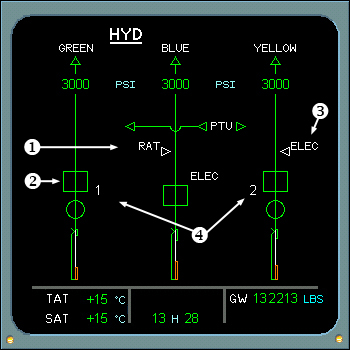 HYD
GREEN BLUE YELLOW
3000 PSI 3000 PSI 3000
PTU
3
1 RAT ELEC
2 1 ELEC 2
4
TAT +15 °C GW 132213 LBS
SAT +15 °C 13 H 28